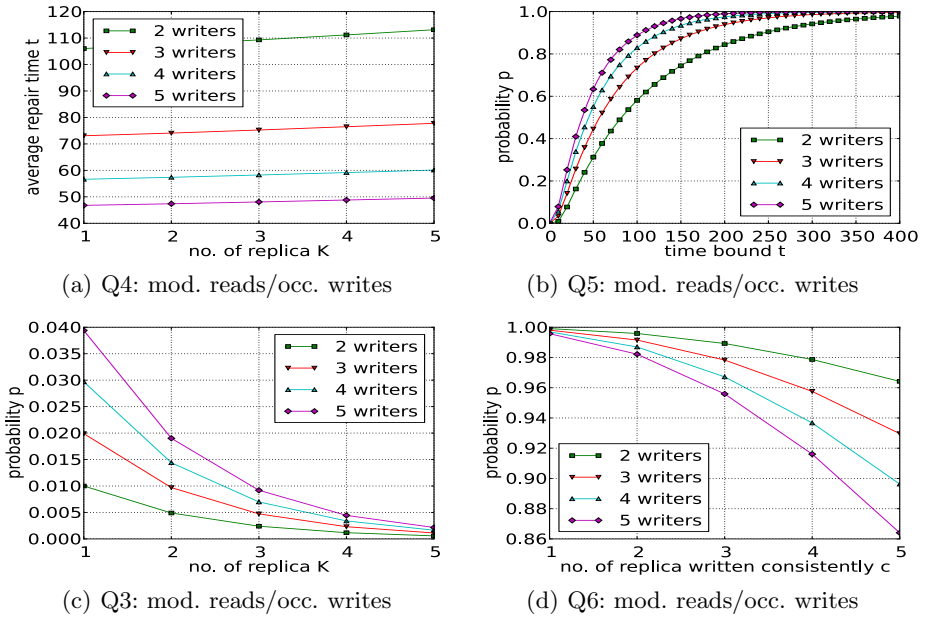 120
110
100
90
80
70
60
50
40
average repair time t
2 writers
3 writers
4 writers
5 writers
1 2 3 4 5
no. of replica K
(a) Q4: mod. reads/occ. writes
1.0
0.8
0.6
0.4
0.2
0.0
probability p
2 writers
3 writers
4 writers
5 writers
0 50 100 150 200 250 300 350 400
time bound t
(b) Q5: mod. reads/occ. writes
0.040
0.035
0.030
0.025
0.020
0.015
0.010
0.005
0.000
probability p
2 writers
3 writers
4 writers
5 writers
1 2 3 4 5
no. of replica K
(c) Q3: mod. reads/occ. writes
1.00
0.98
0.96
0.94
0.92
0.90
0.88
0.86
probability p
2 writers
3 writers
4 writers
5 writers
1 2 3 4 5
no. of replica written consistently c
(d) Q6: mod. reads/occ. writes